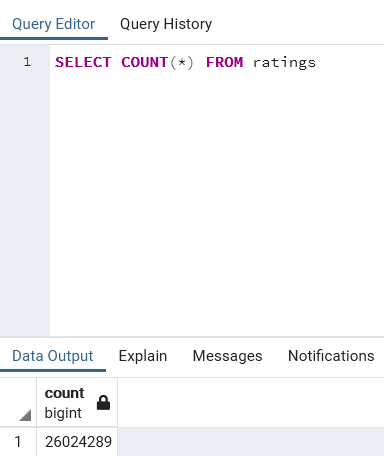 Query Editor Query History
1 SELECT COUNT(*) FROM ratings
Data Output Explain Messages Notifications
count
bigint
1 26024289